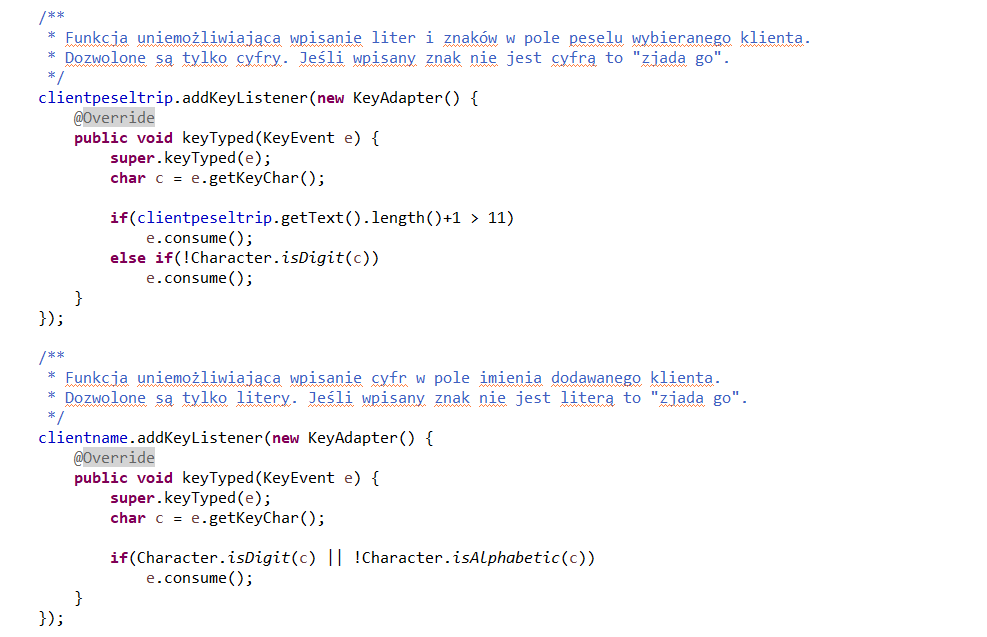 /**
 * Funkcja uniemożliwiająca wpisanie liter i znaków w pole peselu wybieranego klienta.
 * Dozwolone są tylko cyfry. Jeśli wpisany znak nie jest cyfrą to "zjada go".
 */
clientpeseltrip.addKeyListener(new KeyAdapter() {
    @Override
    public void keyTyped(KeyEvent e) {
        super.keyTyped(e);
        char c = e.getKeyChar();

        if(clientpeseltrip.getText().length()+1 > 11)
            e.consume();
        else if(!Character.isDigit(c))
            e.consume();
    }
});

/**
 * Funkcja uniemożliwiająca wpisanie cyfr w pole imienia dodawanego klienta.
 * Dozwolone są tylko litery. Jeśli wpisany znak nie jest literą to "zjada go".
 */
clientname.addKeyListener(new KeyAdapter() {
    @Override
    public void keyTyped(KeyEvent e) {
        super.keyTyped(e);
        char c = e.getKeyChar();

        if(Character.isDigit(c) || !Character.isAlphabetic(c))
            e.consume();
    }
});